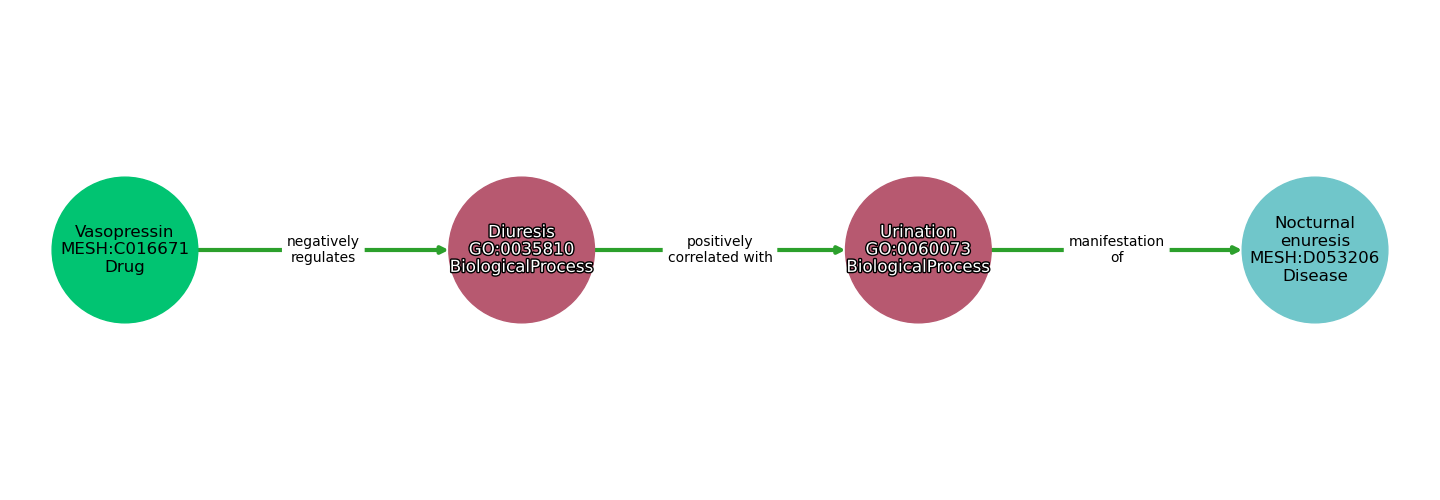 Vasopressin
MESH:C016671
Drug
negatively
regulates
Diuresis
GO:0035810
BiologicalProcess
positively
correlated with
Urination
GO:0060073
BiologicalProcess
manifestation
of
Nocturnal
enuresis
MESH:D053206
Disease